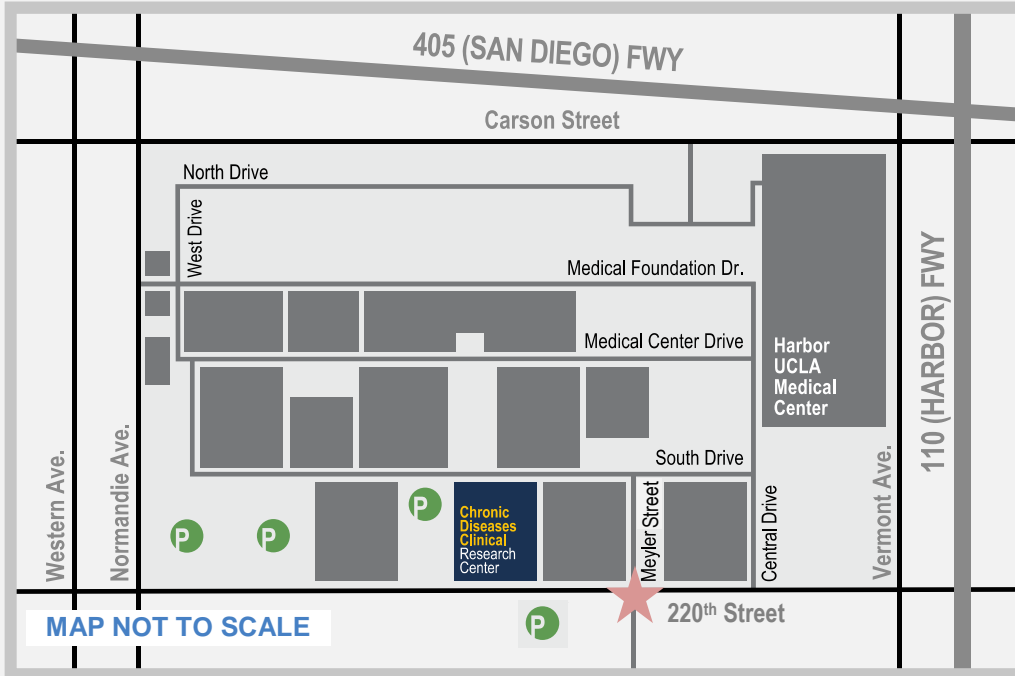 405 (SAN DIEGO) FWY
Carson Street
North Drive
West Drive
Medical Foundation Dr.
110 (HARBOR) FWY
Medical Center Drive
Harbor
UCLA
Medical
Center
South Drive
Western Ave.
Normandie Ave.
P
P
P
Chronic
Diseases
Clinical
Research
Center
Meyler Street
Central Drive
Vermont Ave.
220th Street
P
MAP NOT TO SCALE